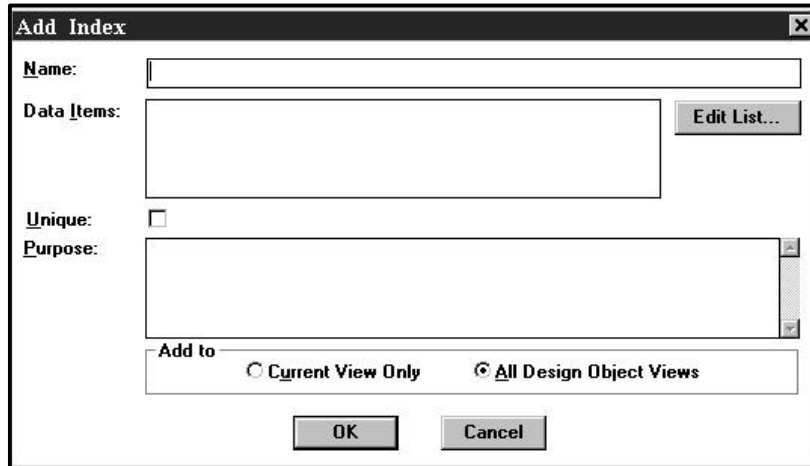 Add Index
Name:
Data Items:
Edit List...
Unique:
Purpose:
Add to
Current View Only
All Design Object Views
OK
Cancel